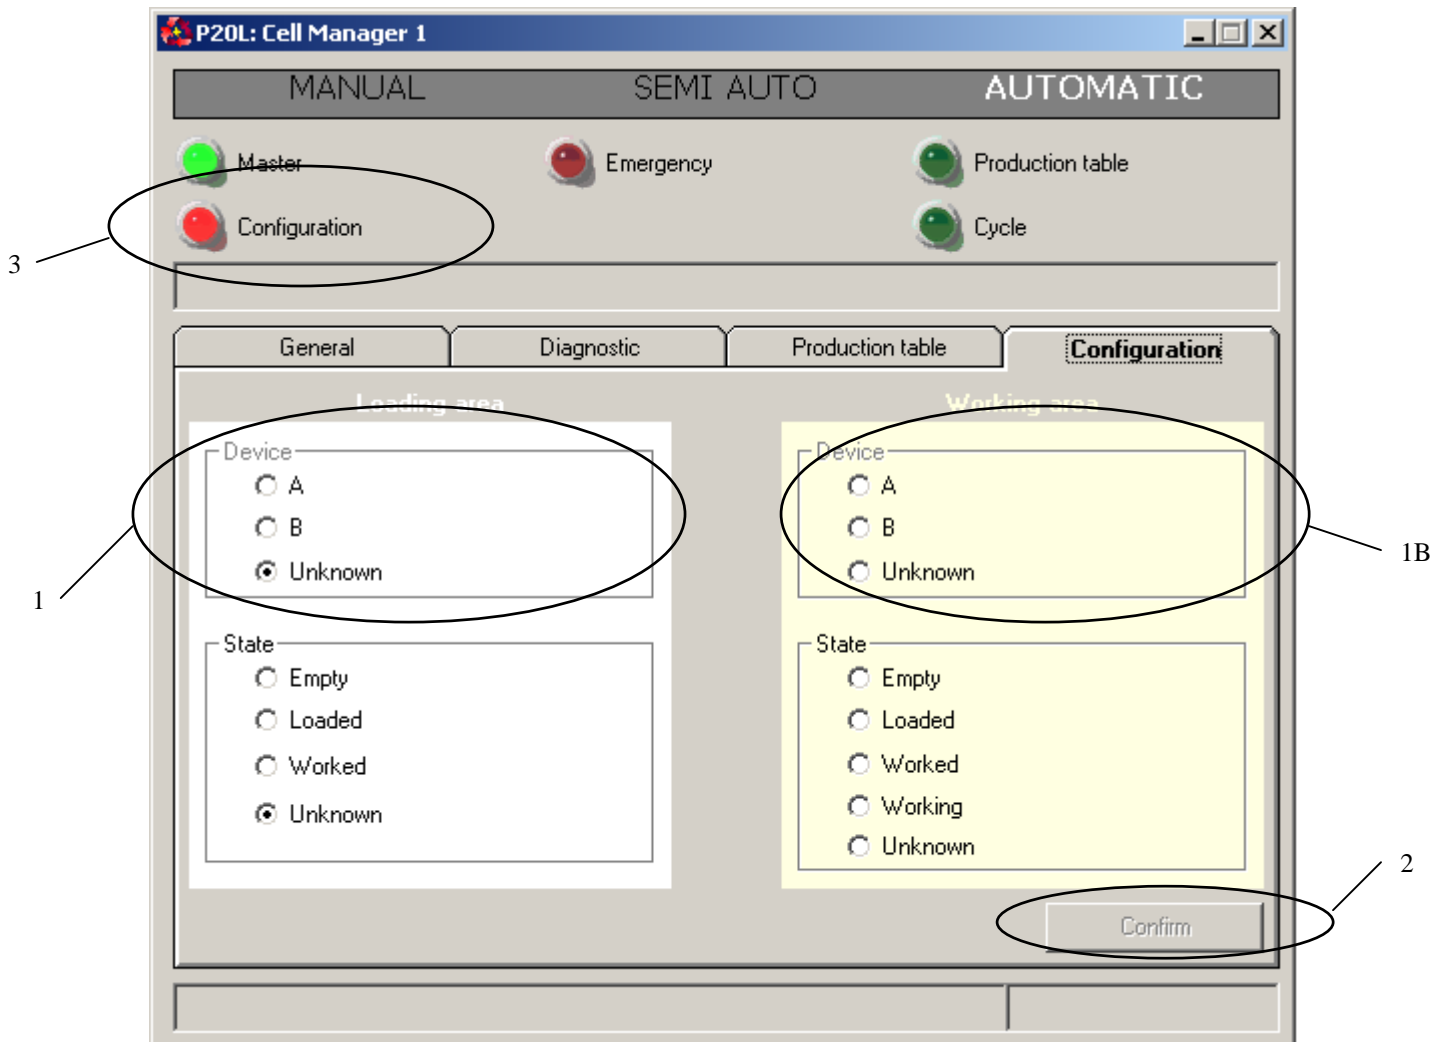 P20L: Cell Manager 1
MANUAL SEMI AUTO AUTOMATIC
Master Emergency Production table
Configuration Cycle
3
General Diagnostic Production table Configuration
Loading area Working area
Device Device
A A
B B
1B
Unknown Unknown
1
State State
Empty Empty
Loaded Loaded
Worked Worked
Unknown Working
Unknown
2
Confirm